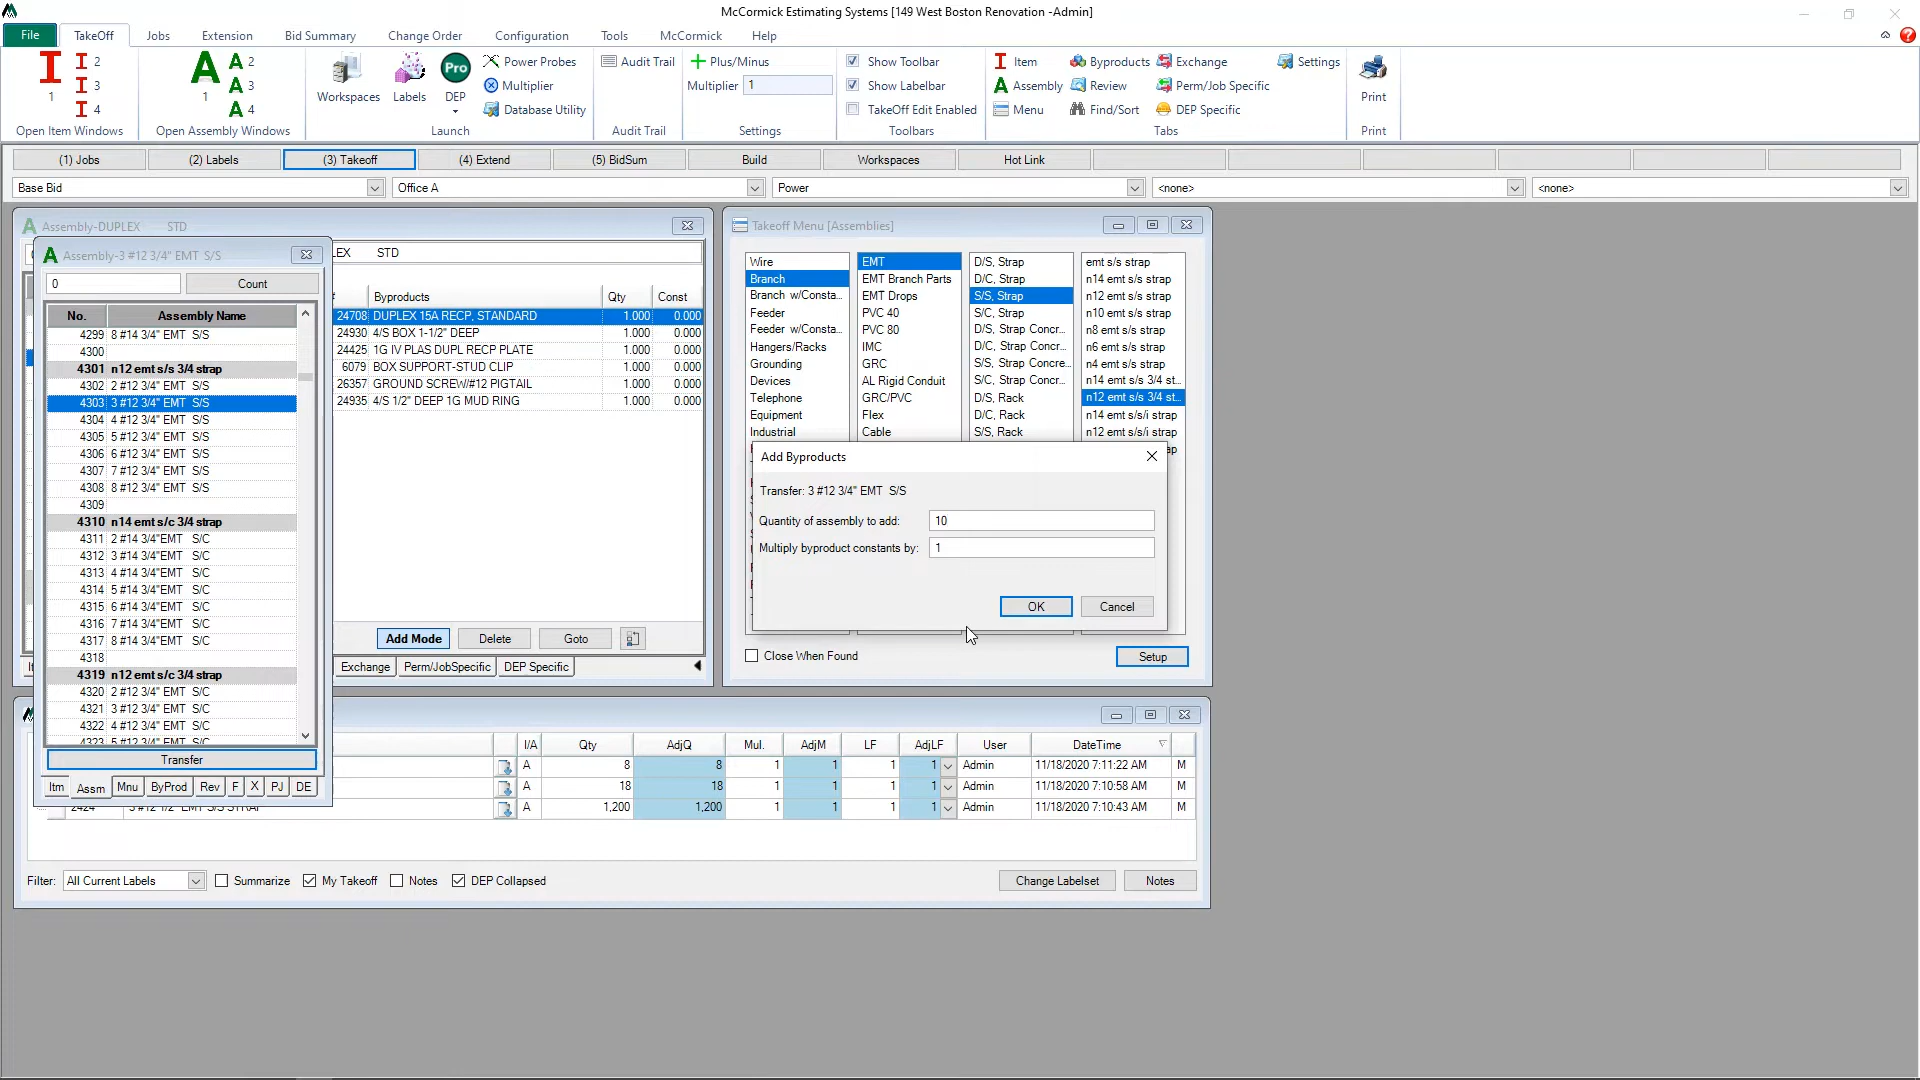 McCormick Estimating Systems [149 West Boston Renovation -Admin]
File TakeOff Jobs Extension Bid Summary Change Order Configuration Tools McCormick Help
I 1 I 2 I 3 I 4
Open Item Windows
A 1 A 2 A 3 A 4
Open Assembly Windows
Workspaces Labels Pro DEP
Power Probes
Multiplier
Database Utility
Launch
Audit Trail
Audit Trail
Plus/Minus
Multiplier 1
Settings
Show Toolbar
Show Labelbar
TakeOff Edit Enabled
Toolbars
I Item Byproducts Exchange Settings
A Assembly Review Perm/Job Specific
Menu Find/Sort DEP Specific
Tabs
Print
Print
(1) Jobs (2) Labels (3) Takeoff (4) Extend (5) BidSum Build Workspaces Hot Link
Base Bid Office A Power <none> <none>
A Assembly-DUPLEX STD
LEX STD
Byproducts Qty Const
24708 DUPLEX 15A RECP, STANDARD 1.000 0.000
24930 4/S BOX 1-1/2" DEEP 1.000 0.000
24425 1G IV PLAS DUPL RECP PLATE 1.000 0.000
6079 BOX SUPPORT-STUD CLIP 1.000 0.000
26357 GROUND SCREW/#12 PIGTAIL 1.000 0.000
24935 4/S 1/2" DEEP 1G MUD RING 1.000 0.000
Add Mode Delete Goto
Exchange Perm/JobSpecific DEP Specific
A Assembly-3 #12 3/4" EMT S/S
0 Count
No. Assembly Name
4299 8 #14 3/4" EMT S/S
4300
4301 n12 emt s/s 3/4 strap
4302 2 #12 3/4" EMT S/S
4303 3 #12 3/4" EMT S/S
4304 4 #12 3/4" EMT S/S
4305 5 #12 3/4" EMT S/S
4306 6 #12 3/4" EMT S/S
4307 7 #12 3/4" EMT S/S
4308 8 #12 3/4" EMT S/S
4309
4310 n14 emt s/c 3/4 strap
4311 2 #14 3/4"EMT S/C
4312 3 #14 3/4"EMT S/C
4313 4 #14 3/4"EMT S/C
4314 5 #14 3/4"EMT S/C
4315 6 #14 3/4"EMT S/C
4316 7 #14 3/4"EMT S/C
4317 8 #14 3/4"EMT S/C
4318
4319 n12 emt s/c 3/4 strap
4320 2 #12 3/4" EMT S/C
4321 3 #12 3/4" EMT S/C
4322 4 #12 3/4" EMT S/C
4323 5 #12 3/4" EMT S/C
Transfer
Itm Assm Mnu ByProd Rev F X PJ DE
Takeoff Menu [Assemblies]
Wire
Branch
Branch w/Consta...
Feeder
Feeder w/Consta...
Hangers/Racks
Grounding
Devices
Telephone
Equipment
Industrial
EMT
EMT Branch Parts
EMT Drops
PVC 40
PVC 80
IMC
GRC
AL Rigid Conduit
GRC/PVC
Flex
Cable
D/S, Strap
D/C, Strap
S/S, Strap
S/C, Strap
D/S, Strap Concr...
D/C, Strap Concr...
S/S, Strap Concre...
S/C, Strap Concr...
D/S, Rack
D/C, Rack
S/S, Rack
emt s/s strap
n14 emt s/s strap
n12 emt s/s strap
n10 emt s/s strap
n8 emt s/s strap
n6 emt s/s strap
n4 emt s/s strap
n14 emt s/s 3/4 st...
n12 emt s/s 3/4 st...
n14 emt s/s/i strap
n12 emt s/s/i strap
Close When Found Setup
Add Byproducts
Transfer: 3 #12 3/4" EMT S/S
Quantity of assembly to add: 10
Multiply byproduct constants by: 1
OK Cancel
I/A Qty AdjQ Mul. AdjM LF AdjLF User DateTime
A 8 8 1 1 1 1 Admin 11/18/2020 7:11:22 AM M
A 18 18 1 1 1 1 Admin 11/18/2020 7:10:58 AM M
2424 3 #12 1/2" EMT S/S STRAP A 1,200 1,200 1 1 1 1 Admin 11/18/2020 7:10:43 AM M
Filter: All Current Labels Summarize My Takeoff Notes DEP Collapsed Change Labelset Notes